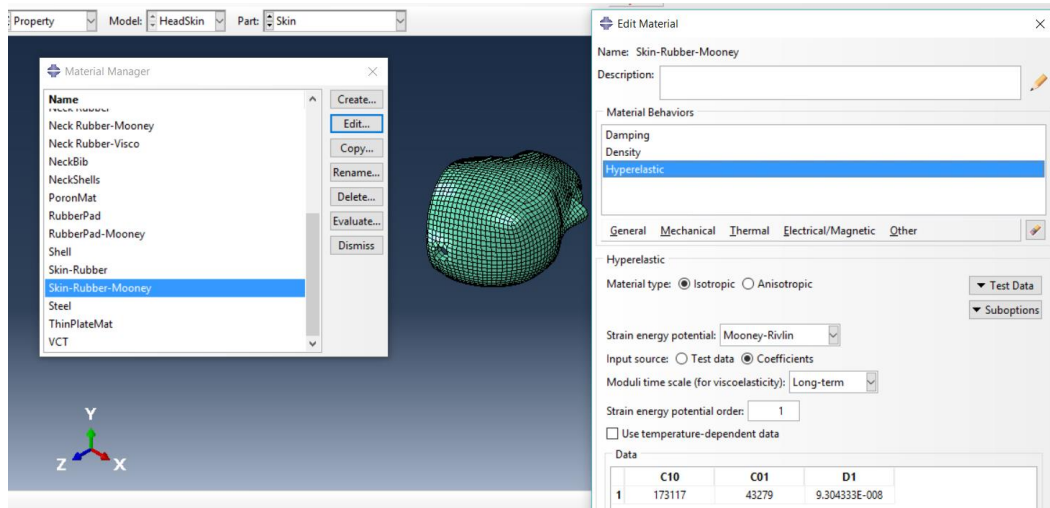 Property Model: HeadSkin Part: Skin
Material Manager
Name
Neck Rubber
Neck Rubber-Mooney
Neck Rubber-Visco
NeckBib
NeckShells
PoronMat
RubberPad
RubberPad-Mooney
Shell
Skin-Rubber
Skin-Rubber-Mooney
Steel
ThinPlateMat
VCT
Create...
Edit...
Copy...
Rename...
Delete...
Evaluate...
Dismiss
Y
Z X
Edit Material
Name: Skin-Rubber-Mooney
Description:
Material Behaviors
Damping
Density
Hyperelastic
General Mechanical Thermal Electrical/Magnetic Other
Hyperelastic
Material type: Isotropic Anisotropic
Test Data
Suboptions
Strain energy potential: Mooney-Rivlin
Input source: Test data Coefficients
Moduli time scale (for viscoelasticity): Long-term
Strain energy potential order: 1
Use temperature-dependent data
Data
C10 C01 D1
1 173117 43279 9.304333E-008